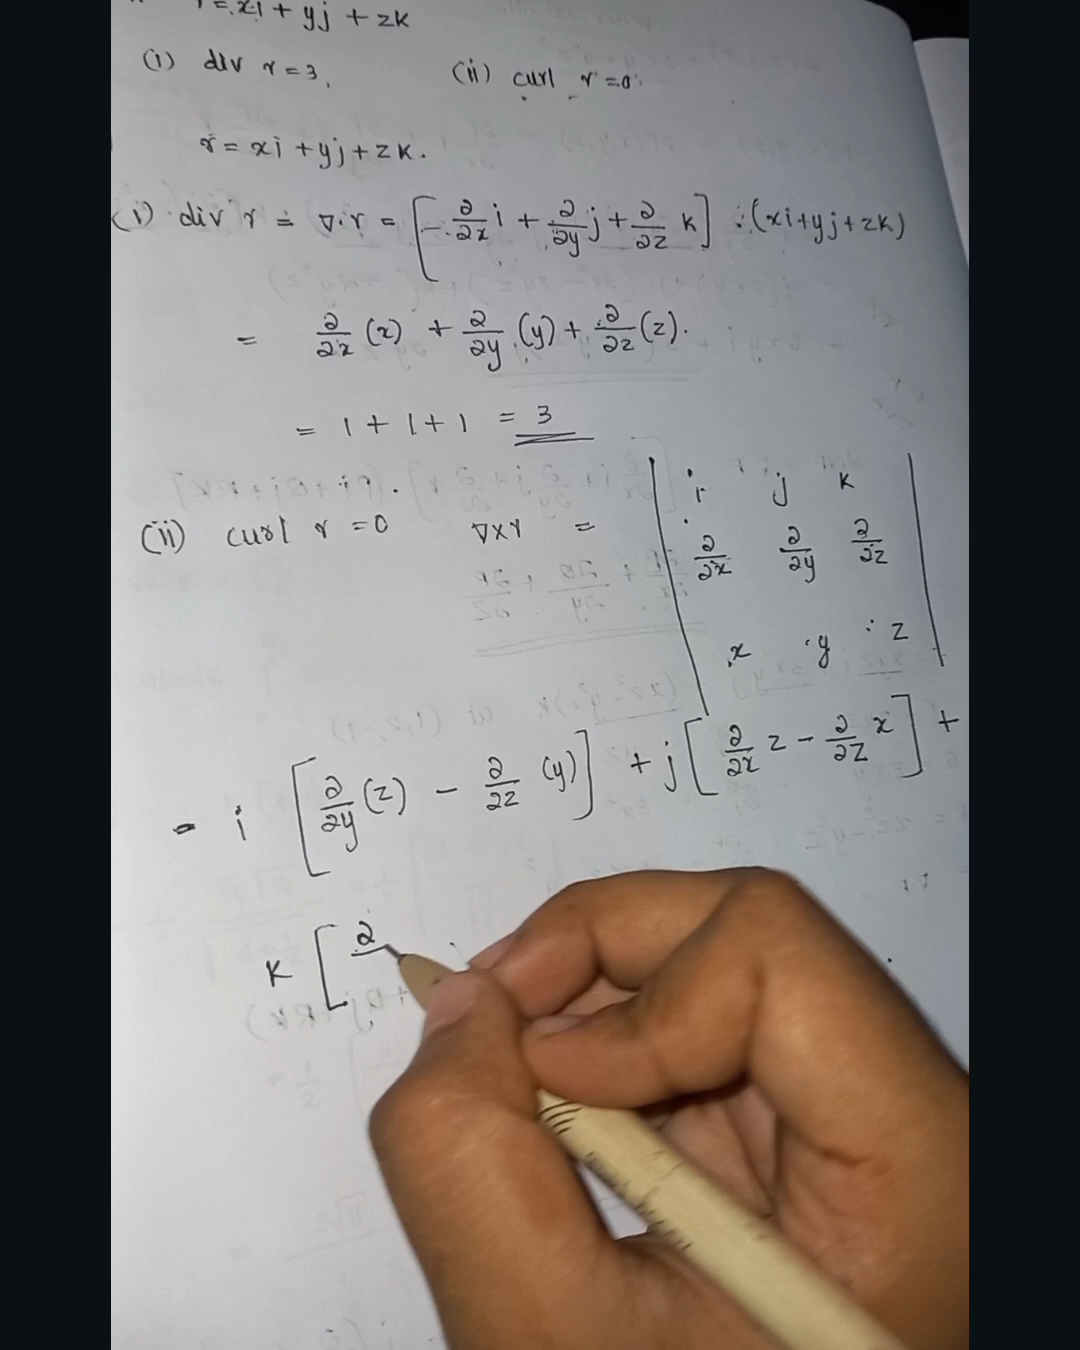 r = xi + yj + zk
(i) div r = 3, (ii) curl r = 0.
r = xi + yj + zk.
(i) div r = ∇.r = [∂/∂x i + ∂/∂y j + ∂/∂z k] . (xi + yj + zk)
= ∂/∂x (x) + ∂/∂y (y) + ∂/∂z (z).
= 1 + 1 + 1 = 3
(ii) curl r = 0 ∇×r = | i j k
∂/∂x ∂/∂y ∂/∂z
x y z |
= i [∂/∂y (z) - ∂/∂z (y)] + j [∂/∂x z - ∂/∂z x] +
k [∂